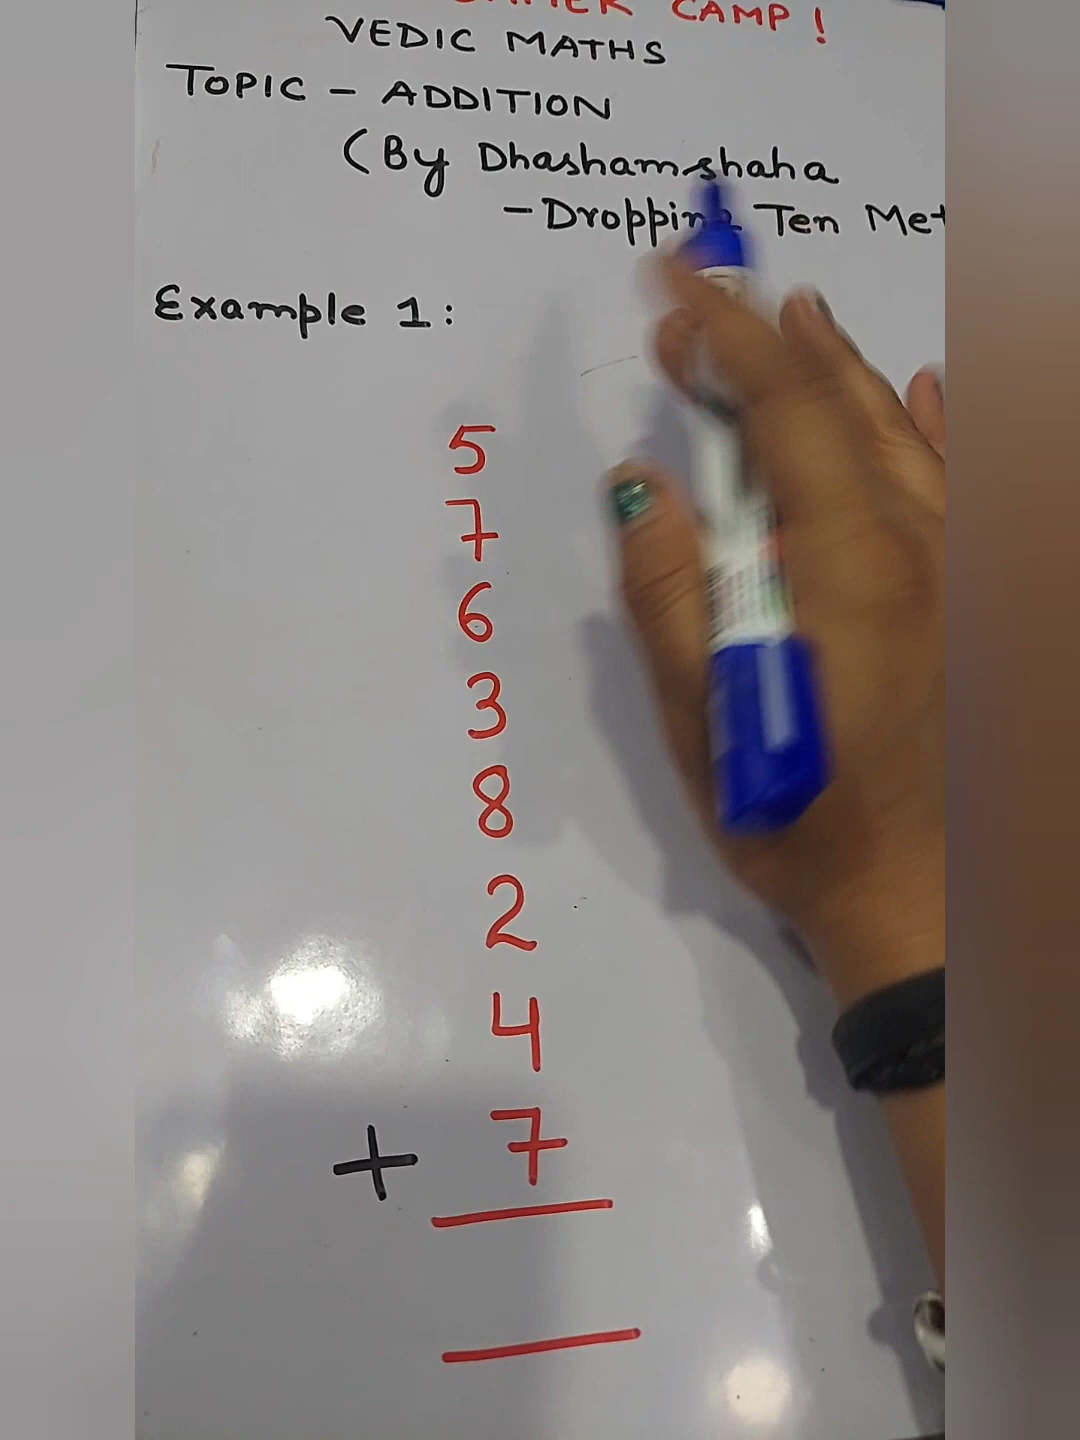 CAMP !
VEDIC MATHS
TOPIC - ADDITION
(By Dhashamshaha
- Dropping Ten
Example 1:
5
7
6
3
8
2
4
+ 7